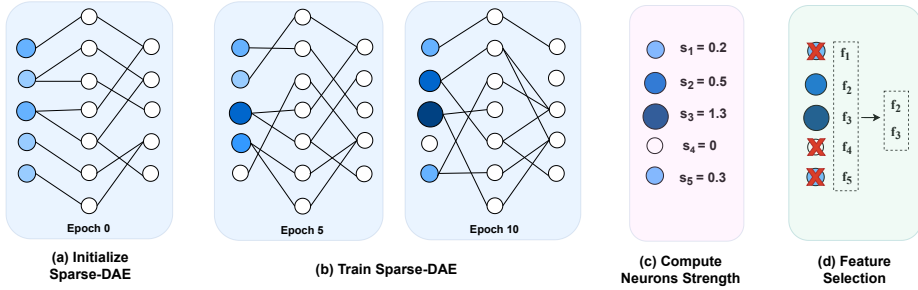 Epoch 0
Epoch 5
Epoch 10
s1 = 0.2
s2 = 0.5
s3 = 1.3
s4 = 0
s5 = 0.3
f1
f2
f3
f4
f5
f2
f3
(a) Initialize
Sparse-DAE
(b) Train Sparse-DAE
(c) Compute
Neurons Strength
(d) Feature
Selection